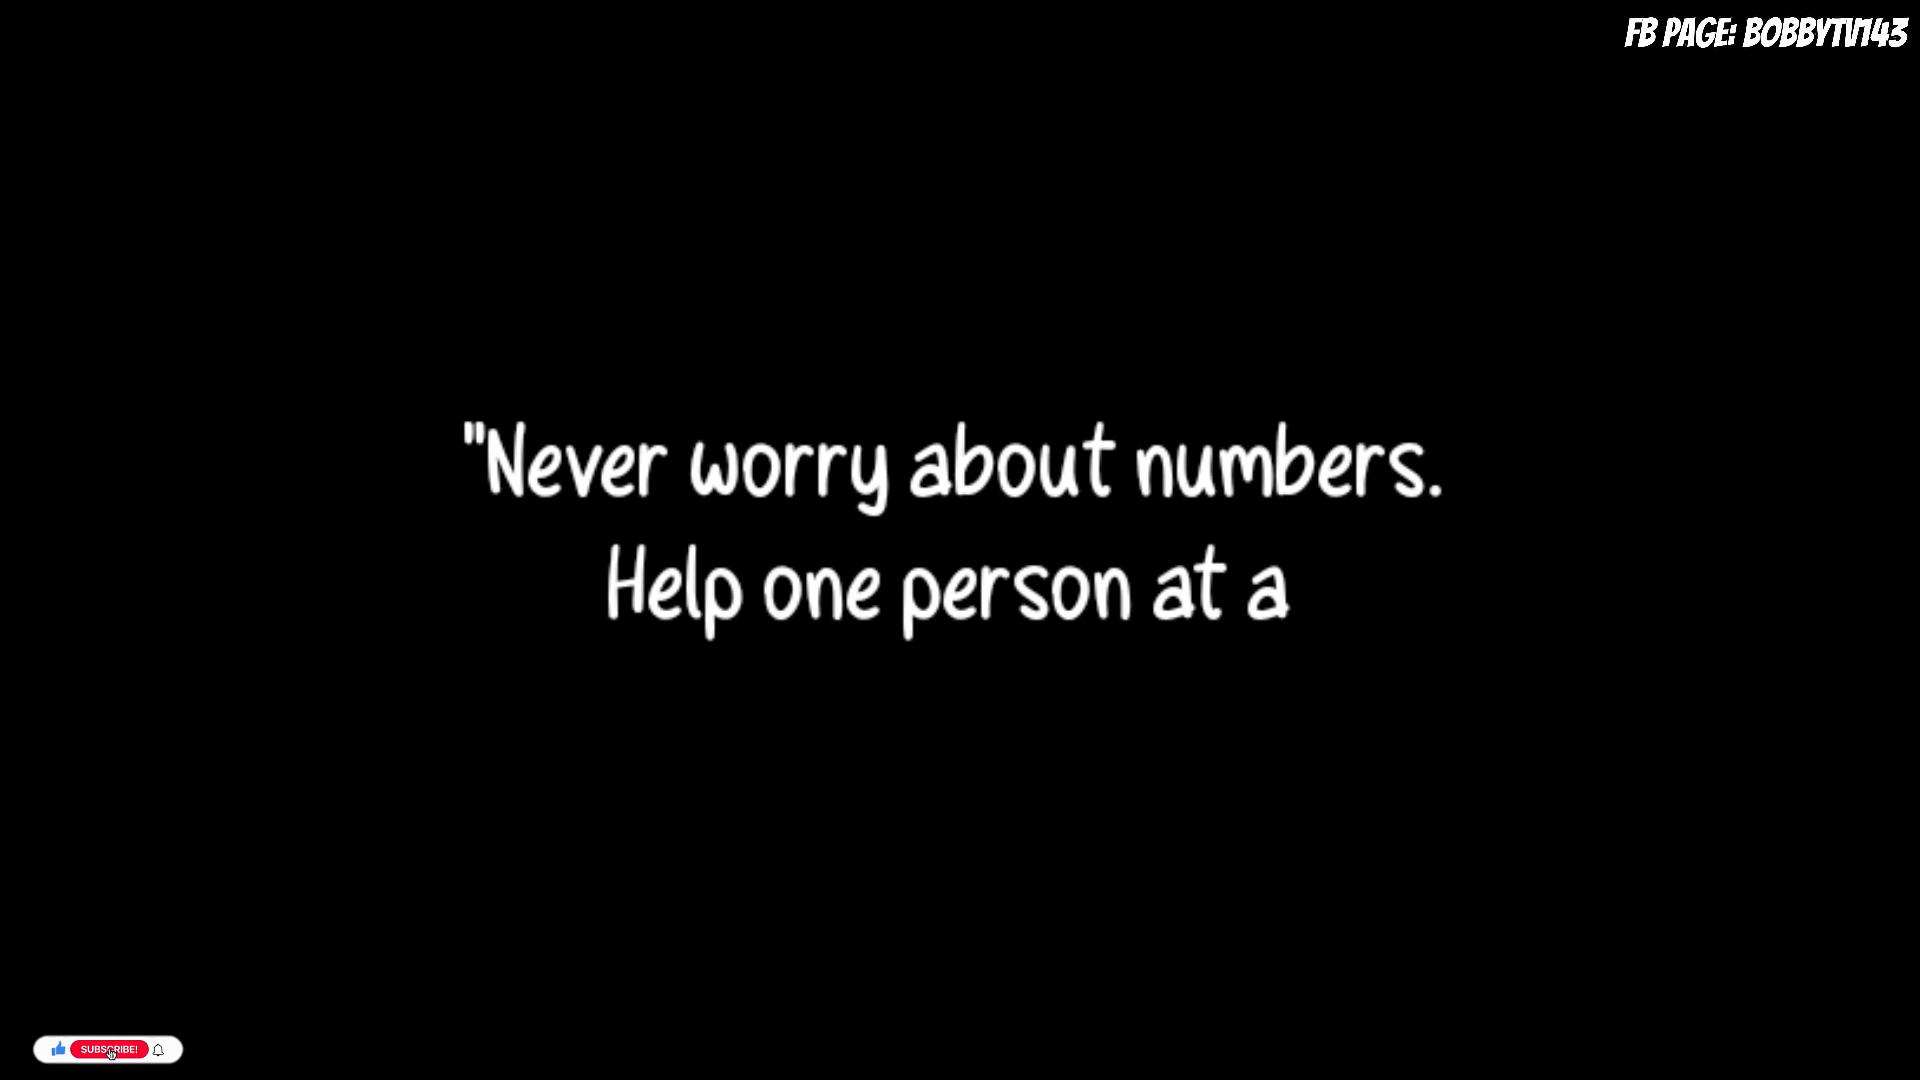 FB PAGE: BOBBYTV143
"Never worry about numbers.
Help one person at a
SUBSCRIBE!